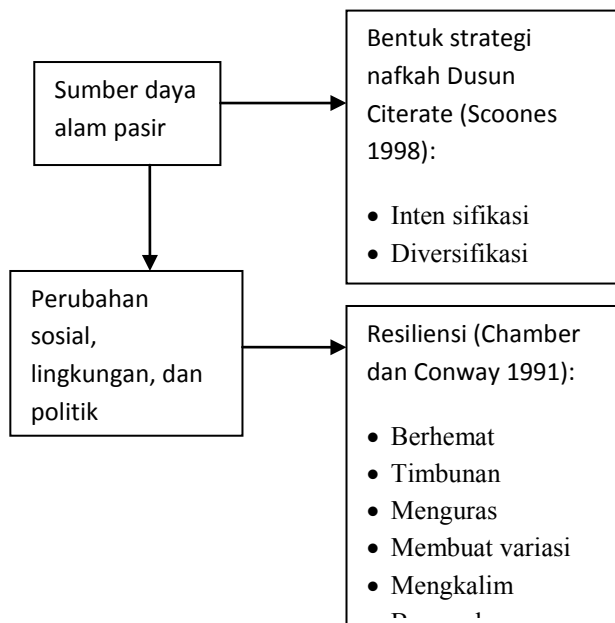 Sumber daya
alam pasir
Bentuk strategi
nafkah Dusun
Citerate (Scoones
1998):
• Inten sifikasi
• Diversifikasi
Perubahan
sosial,
lingkungan, dan
politik
Resiliensi (Chamber
dan Conway 1991):
• Berhemat
• Timbunan
• Menguras
• Membuat variasi
• Mengkalim